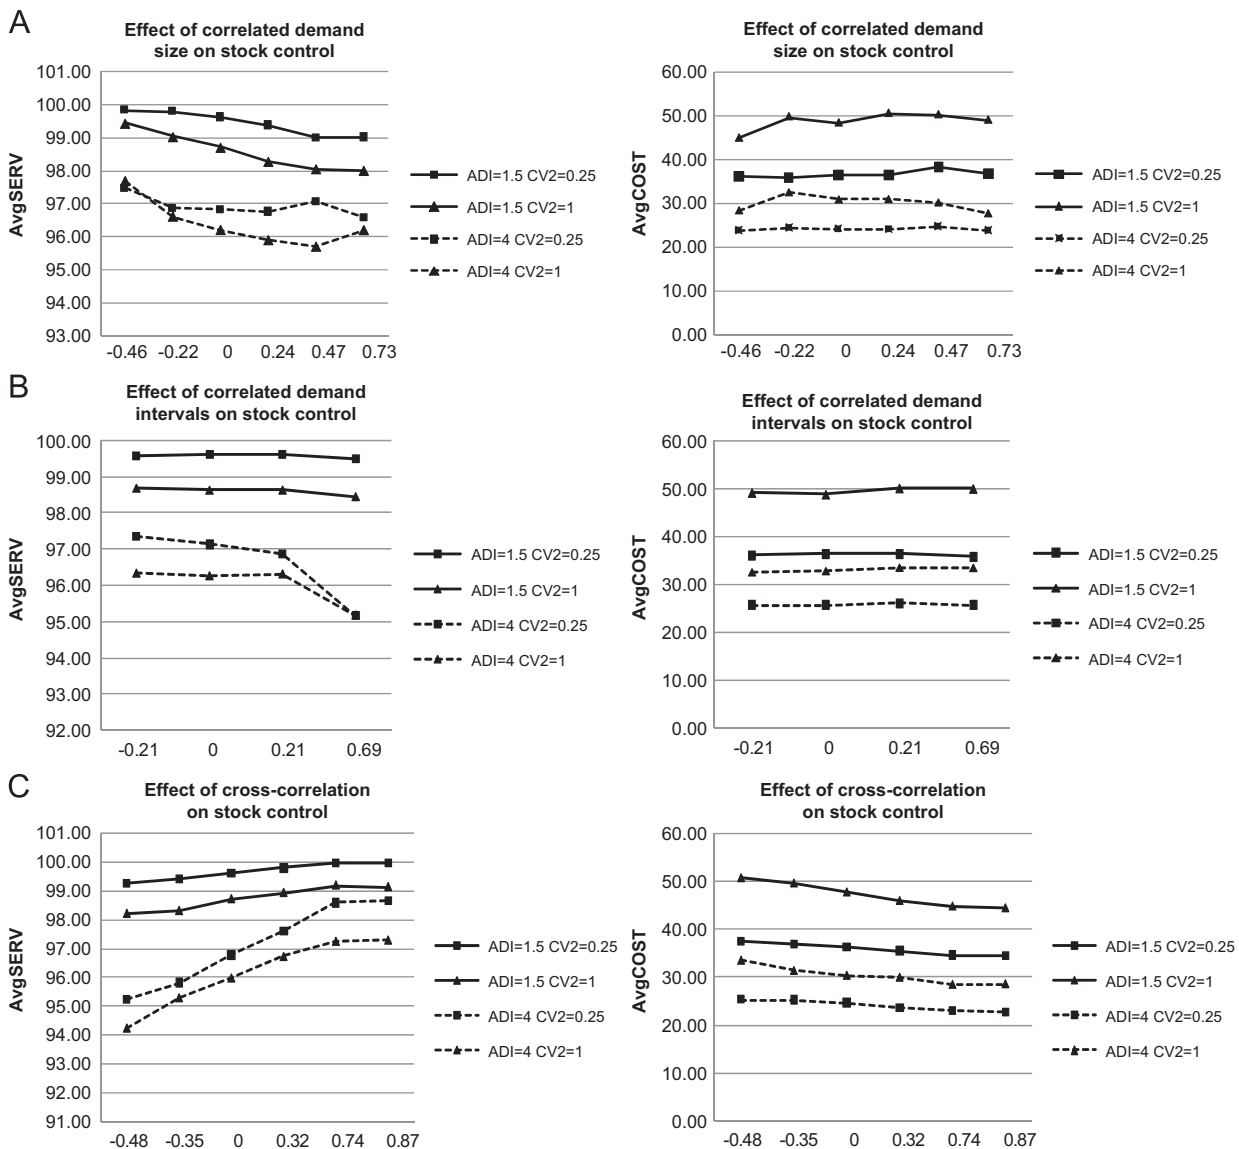 A
Effect of correlated demand
size on stock control
101.00
100.00
99.00
98.00
97.00
96.00
95.00
94.00
93.00
AvgSERV
-0.46 -0.22 0 0.24 0.47 0.73
ADI=1.5 CV2=0.25
ADI=1.5 CV2=1
ADI=4 CV2=0.25
ADI=4 CV2=1
Effect of correlated demand
size on stock control
60.00
50.00
40.00
30.00
20.00
10.00
0.00
AvgCOST
-0.46 -0.22 0 0.24 0.47 0.73
ADI=1.5 CV2=0.25
ADI=1.5 CV2=1
ADI=4 CV2=0.25
ADI=4 CV2=1
B
Effect of correlated demand
intervals on stock control
100.00
99.00
98.00
97.00
96.00
95.00
94.00
93.00
92.00
AvgSERV
-0.21 0 0.21 0.69
ADI=1.5 CV2=0.25
ADI=1.5 CV2=1
ADI=4 CV2=0.25
ADI=4 CV2=1
Effect of correlated demand
intervals on stock control
60.00
50.00
40.00
30.00
20.00
10.00
0.00
AvgCOST
-0.21 0 0.21 0.69
ADI=1.5 CV2=0.25
ADI=1.5 CV2=1
ADI=4 CV2=0.25
ADI=4 CV2=1
C
Effect of cross-correlation
on stock control
101.00
100.00
99.00
98.00
97.00
96.00
95.00
94.00
93.00
92.00
91.00
AvgSERV
-0.48 -0.35 0 0.32 0.74 0.87
ADI=1.5 CV2=0.25
ADI=1.5 CV2=1
ADI=4 CV2=0.25
ADI=4 CV2=1
Effect of cross-correlation
on stock control
60.00
50.00
40.00
30.00
20.00
10.00
0.00
AvgCOST
-0.48 -0.35 0 0.32 0.74 0.87
ADI=1.5 CV2=0.25
ADI=1.5 CV2=1
ADI=4 CV2=0.25
ADI=4 CV2=1